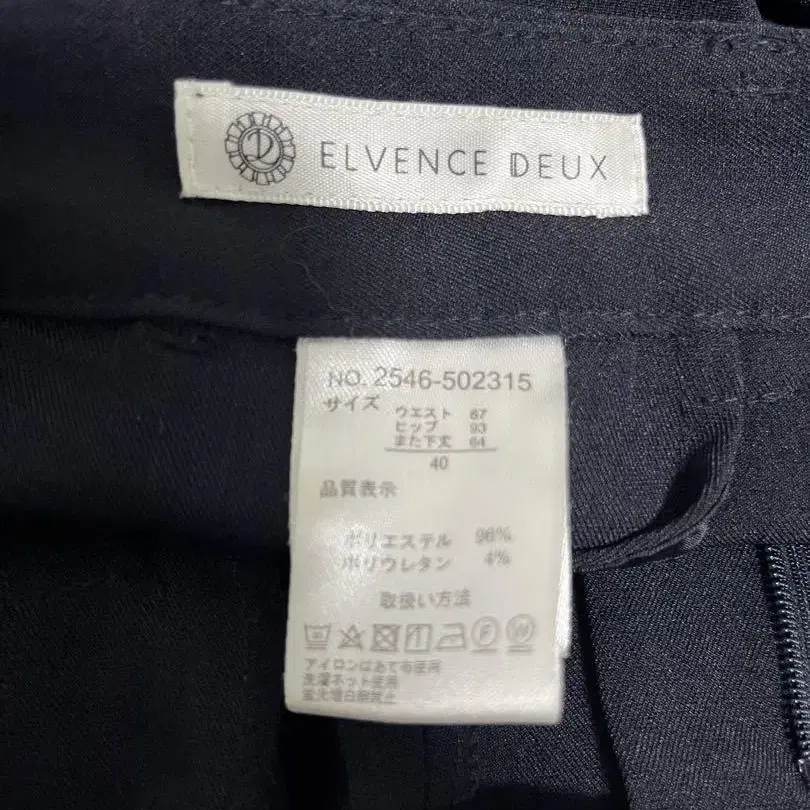 ELVENCE DEUX
NO. 2546-502315
サイズ
ウエスト 67
ヒップ 93
また下丈 64
40
品質表示
ポリエステル 96%
ポリウレタン 4%
取扱い方法
アイロンはあて布使用
洗濯ネット使用
蛍光増白剤禁止